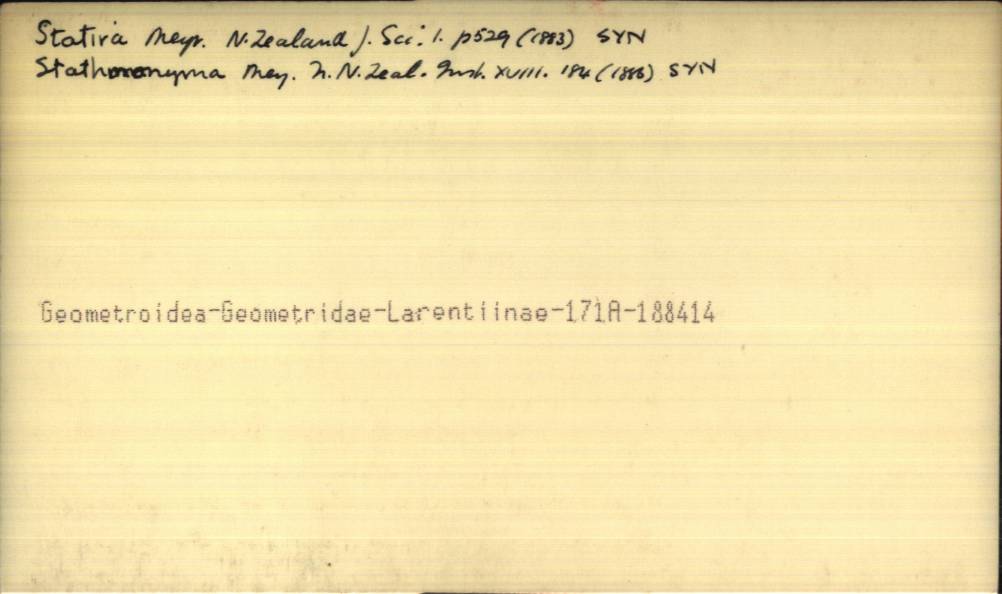 Statira Meyr. N. Zealand J. Sci. 1. p529 (1883) SYN
Stathmonyma Mey. N. Zeal. Inst. XVIII. 184 (1886) SYN
Geometroidea-Geometridae-Larentiinae-171A-188414